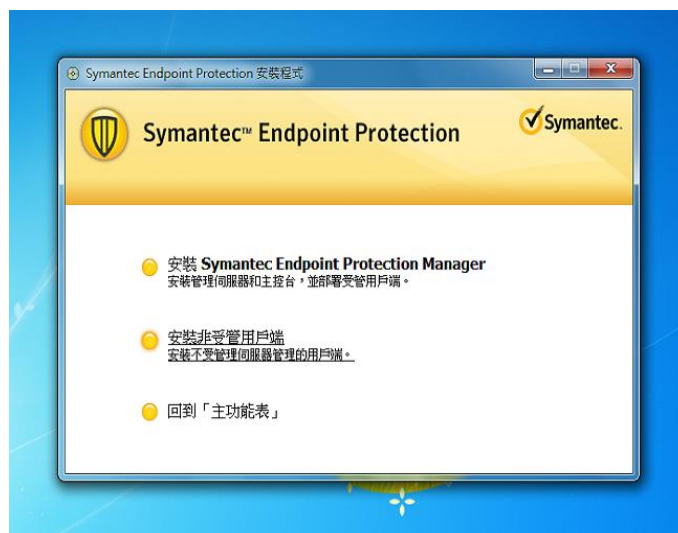 Symantec Endpoint Protection 安裝程式
Symantec™ Endpoint Protection
Symantec.
安裝 Symantec Endpoint Protection Manager
安裝管理伺服器和主控台，並部署受管用戶端。
安裝非受管用戶端
安裝不受管理伺服器管理的用戶端。
回到「主功能表」